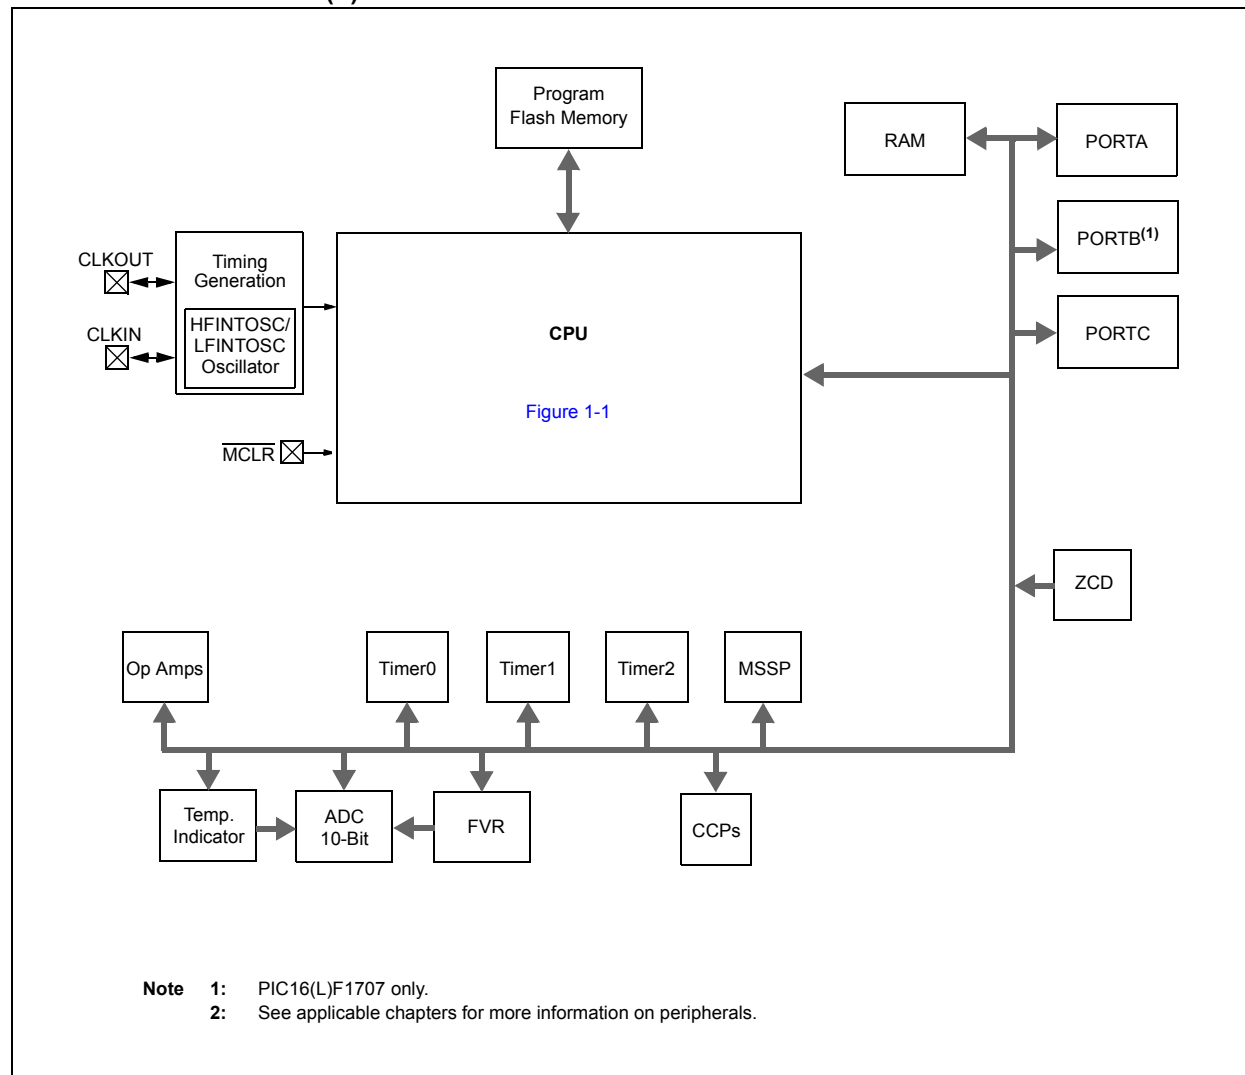 Program
Flash Memory
RAM
PORTA
PORTB(1)
PORTC
CLKOUT
CLKIN
Timing
Generation
HFINTOSC/
LFINTOSC
Oscillator
MCLR
CPU
Figure 1-1
ZCD
Op Amps
Timer0
Timer1
Timer2
MSSP
Temp.
Indicator
ADC
10-Bit
FVR
CCPs
Note 1: PIC16(L)F1707 only.
2: See applicable chapters for more information on peripherals.